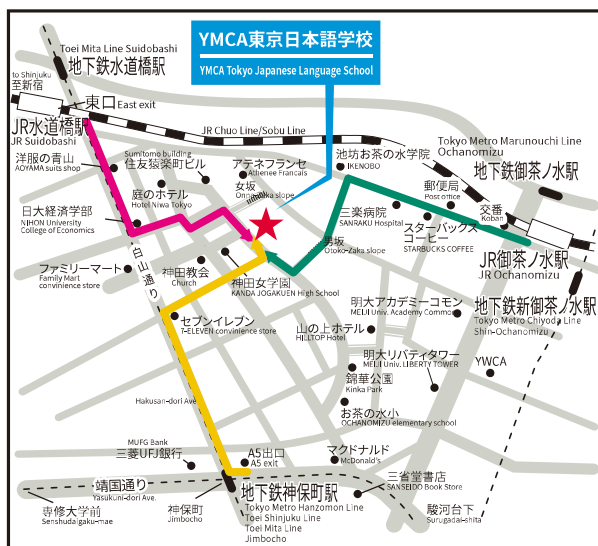 YMCA東京日本語学校
YMCA Tokyo Japanese Language School
Toei Mita Line Suidobashi
地下鉄水道橋駅
to Shinjuku
至新宿
東口 East exit
JR水道橋駅
JR Suidobashi
JR Chuo Line/Sobu Line
Tokyo Metro Marunouchi Line
Ochanomizu
地下鉄御茶ノ水駅
洋服の青山
AOYAMA suits shop
Sumitomo building
住友猿楽町ビル
アテネフランセ
Athenee Francais
池坊お茶の水学院
IKENOBO
庭のホテル
Hotel Niwa Tokyo
女坂
郵便局
Post office
交番
Koban
日大経済学部
NIHON University
College of Economics
三楽病院
SANRAKU Hospital
スターバックス
コーヒー
STARBUCKS COFFEE
男坂
Otoko-Zaka slope
JR御茶ノ水駅
JR Ochanomizu
ファミリーマート
Family Mart
convinience store
白山通り
神田教会
Church
神田女学園
KANDA JOGAKUEN High School
明大アカデミーコモン
MEIJI Univ. Academy Common
地下鉄新御茶ノ水駅
Tokyo Metro Chiyoda Line
Shin-Ochanomizu
セブンイレブン
7-ELEVEN convinience store
山の上ホテル
HILLTOP Hotel
明大リバティタワー
MEIJI Univ. LIBERTY TOWER
YWCA
錦華公園
Kinka Park
Hakusan-dori Ave.
お茶の水小
OCHANOMIZU elementary school
MUFG Bank
三菱UFJ銀行
A5出口
A5 exit
マクドナルド
McDonald's
靖国通り
Yasukuni-dori Ave.
三省堂書店
SANSEIDO Book Store
専修大学前
Senshudaigaku-mae
神保町
Jimbocho
地下鉄神保町駅
Tokyo Metro Hanzomon Line
Toei Shinjuku Line
Toei Mita Line
Jimbocho
駿河台下
Surugadai-shita